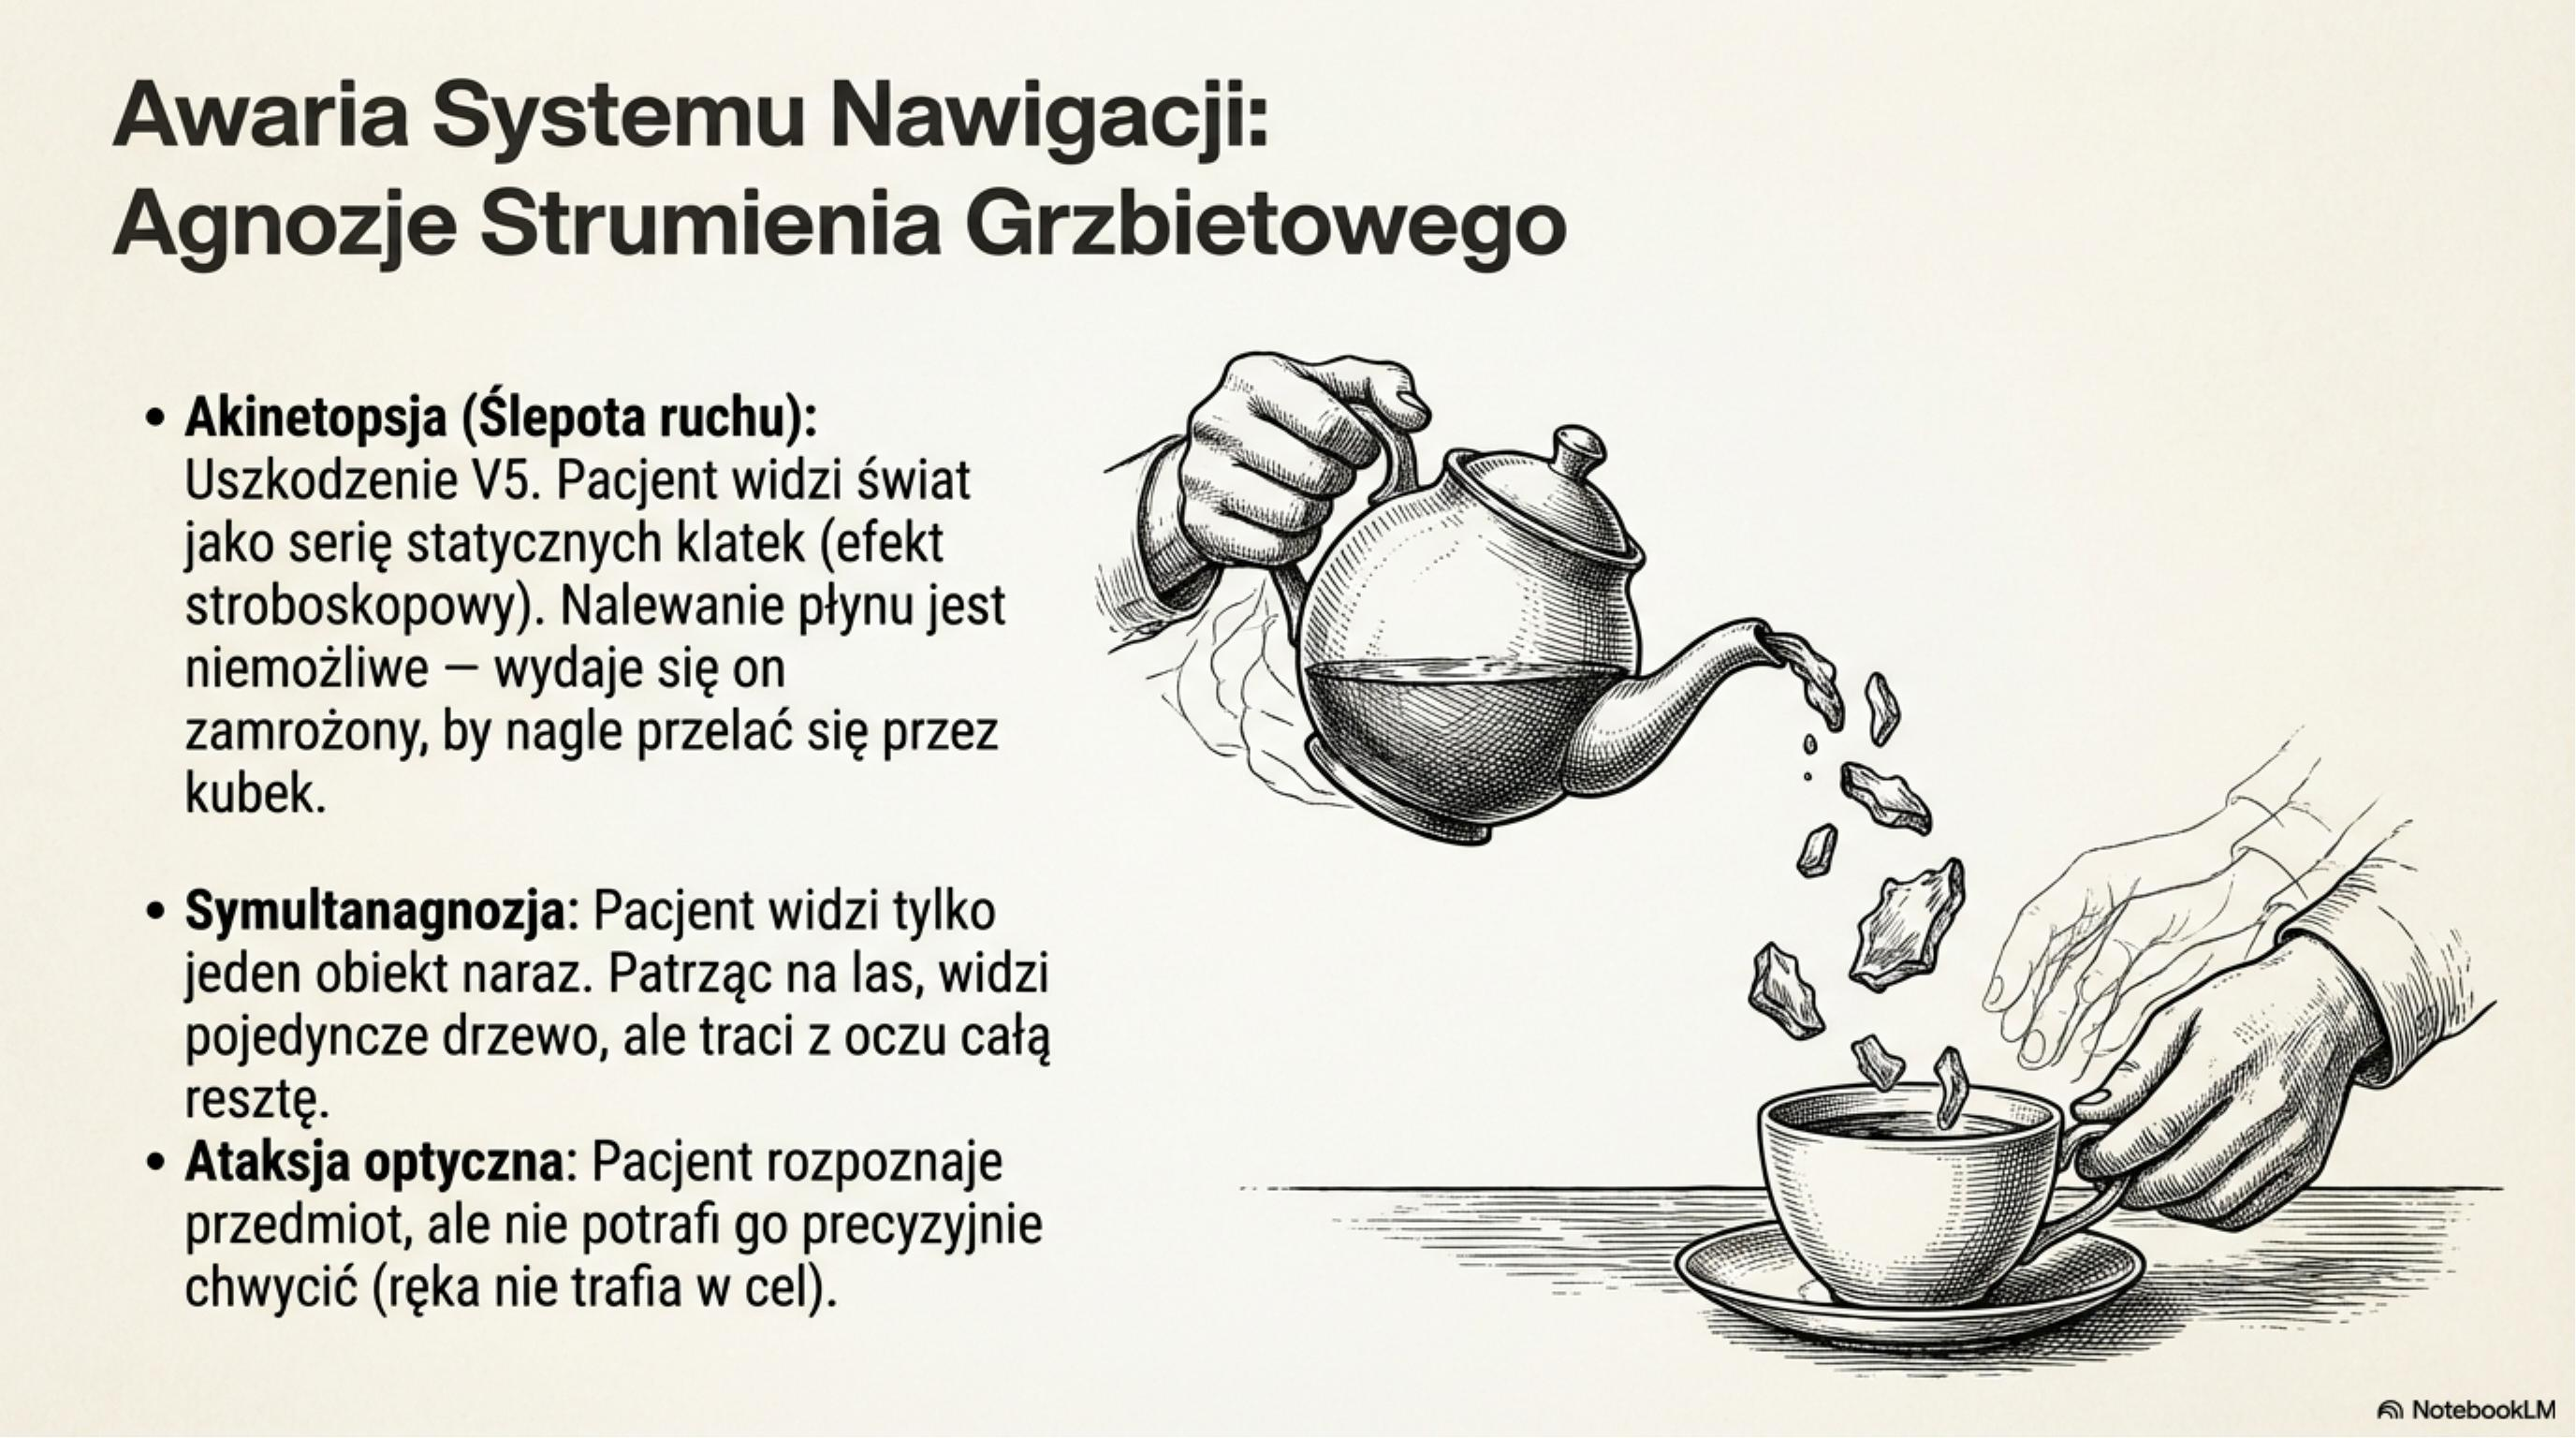 Awaria Systemu Nawigacji:
Agnozje Strumienia Grzbietowego
• Akinetopsja (Ślepota ruchu):
Uszkodzenie V5. Pacjent widzi świat
jako serię statycznych klatek (efekt
stroboskopowy). Nalewanie płynu jest
niemożliwe — wydaje się on
zamrożony, by nagle przelać się przez
kubek.
• Symultanagnozja: Pacjent widzi tylko
jeden obiekt naraz. Patrząc na las, widzi
pojedyncze drzewo, ale traci z oczu całą
resztę.
• Ataksja optyczna: Pacjent rozpoznaje
przedmiot, ale nie potrafi go precyzyjnie
chwycić (ręka nie trafia w cel).
NotebookLM